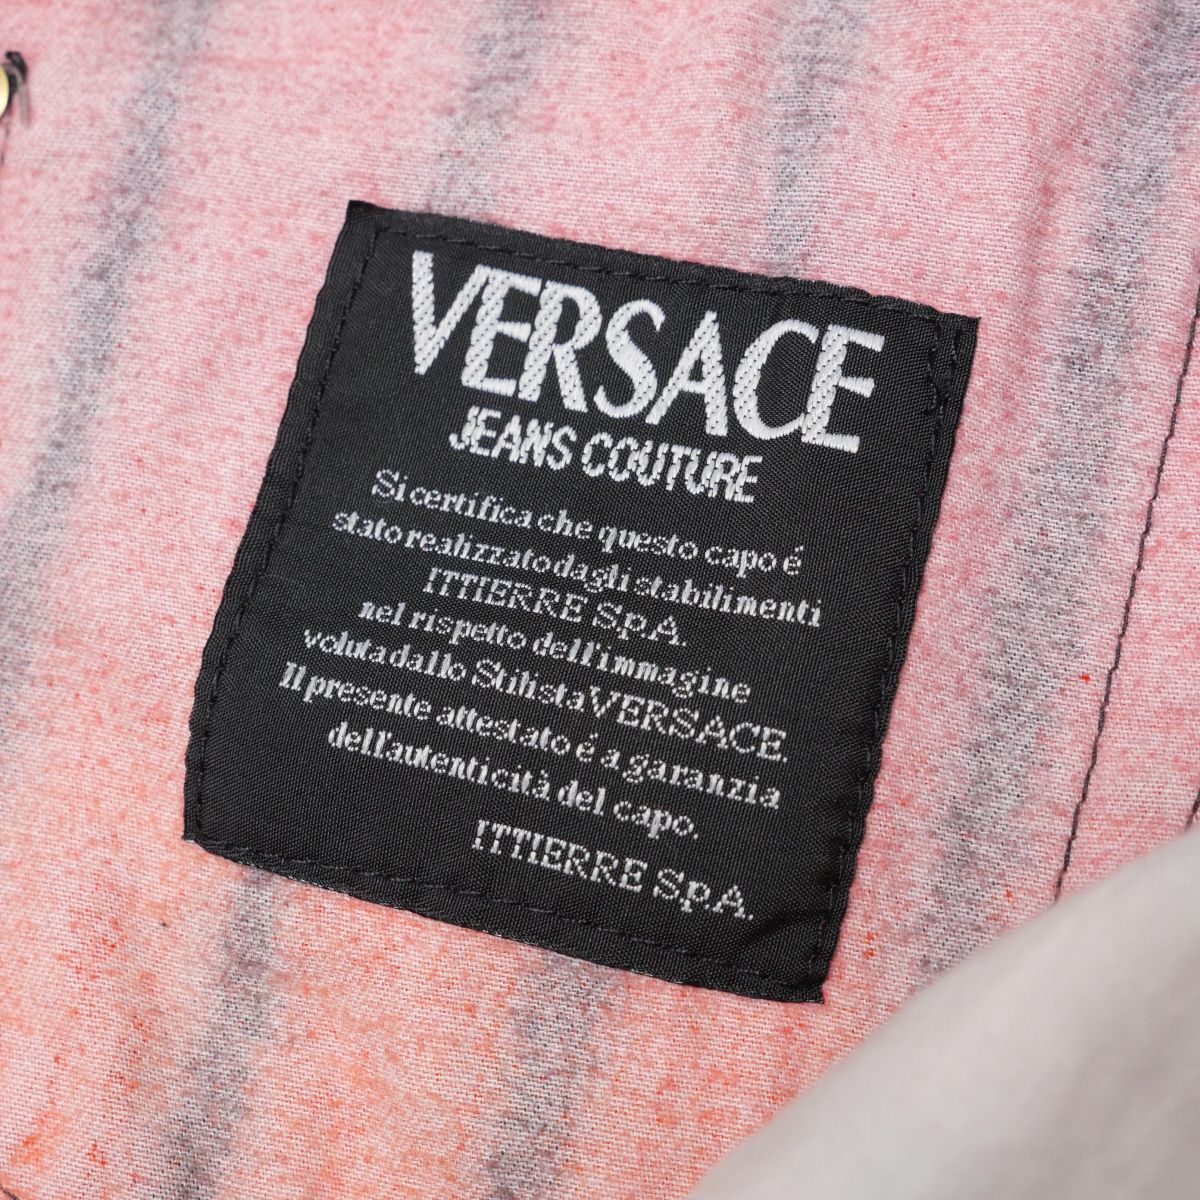 VERSACE
JEANS COUTURE
Si certifica che questo capo é
stato realizzato dagli stabilimenti
ITTIERRE S.p.A.
nel rispetto dell'immagine
voluta dallo Stilista VERSACE.
Il presente attestato é a garanzia
dell'autenticità del capo.
ITTIERRE S.p.A.